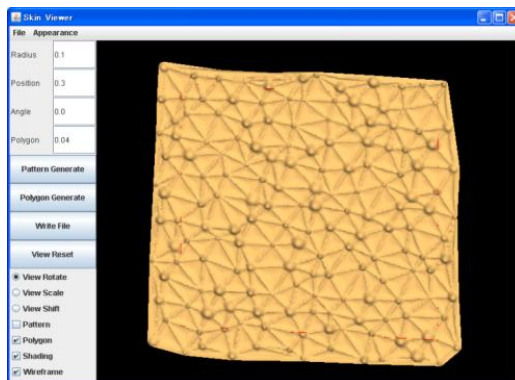 Skin Viewer
File Appearance
Radius 0.1
Position 0.3
Angle 0.0
Polygon 0.04
Pattern Generate
Polygon Generate
Write File
View Reset
View Rotate
View Scale
View Shift
Pattern
Polygon
Shading
Wireframe